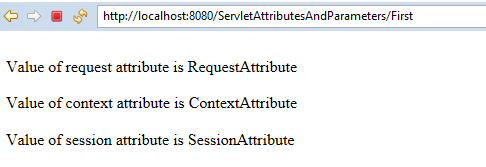 http://localhost:8080/ServletAttributesAndParameters/First
Value of request attribute is RequestAttribute
Value of context attribute is ContextAttribute
Value of session attribute is SessionAttribute